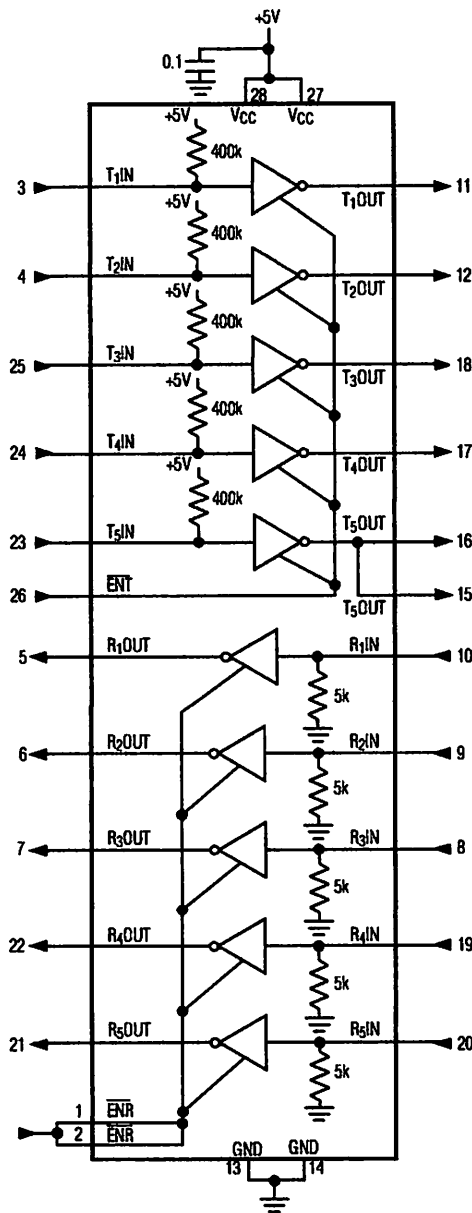 +5V
0.1
28 27
VCC VCC
+5V
400k
3 T1IN T1OUT 11
+5V
400k
4 T2IN T2OUT 12
+5V
400k
25 T3IN T3OUT 18
+5V
400k
24 T4IN T4OUT 17
+5V
400k
23 T5IN T5OUT 16
26 ENT 15
T5OUT
5 R1OUT R1IN 10
5k
6 R2OUT R2IN 9
5k
7 R3OUT R3IN 8
5k
22 R4OUT R4IN 19
5k
21 R5OUT R5IN 20
5k
1 ENR
2 ENR
GND GND
13 14